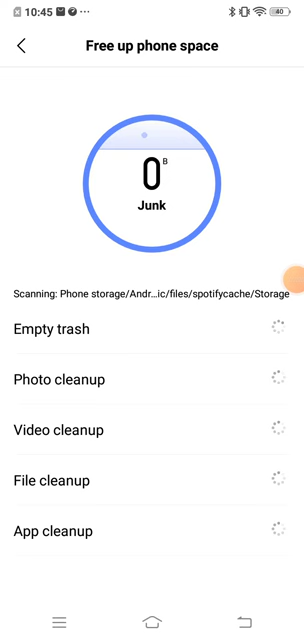 10:45 40
Free up phone space
0 B
Junk
Scanning: Phone storage/Andr...ic/files/spotifycache/Storage
Empty trash
Photo cleanup
Video cleanup
File cleanup
App cleanup